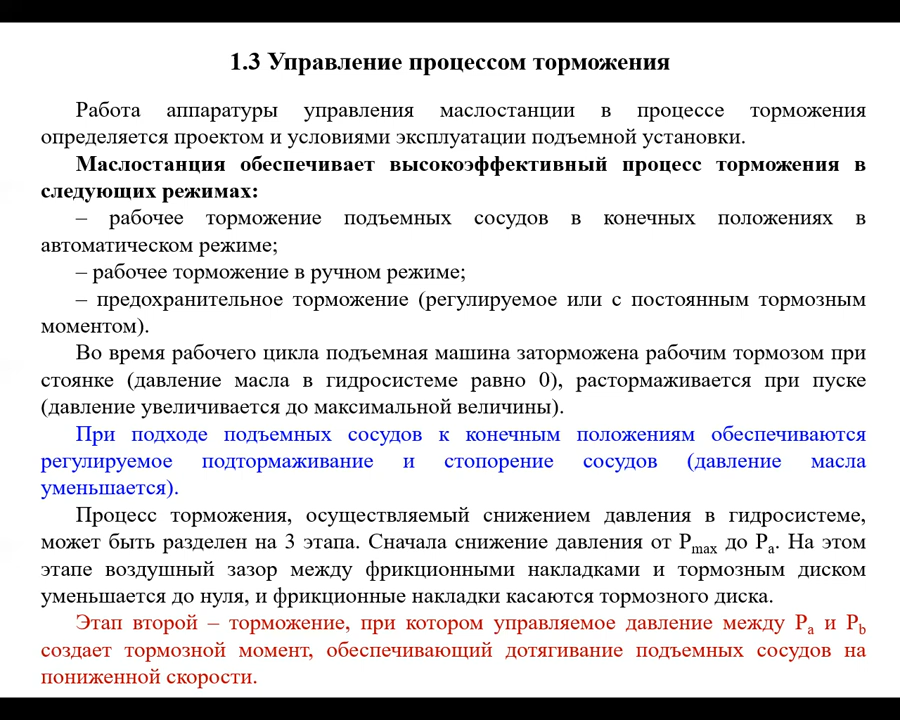 1.3 Управление процессом торможения
Работа аппаратуры управления маслостанции в процессе торможения
определяется проектом и условиями эксплуатации подъемной установки.
Маслостанция обеспечивает высокоэффективный процесс торможения в
следующих режимах:
– рабочее торможение подъемных сосудов в конечных положениях в
автоматическом режиме;
– рабочее торможение в ручном режиме;
– предохранительное торможение (регулируемое или с постоянным тормозным
моментом).
Во время рабочего цикла подъемная машина заторможена рабочим тормозом при
стоянке (давление масла в гидросистеме равно 0), растормаживается при пуске
(давление увеличивается до максимальной величины).
При подходе подъемных сосудов к конечным положениям обеспечиваются
регулируемое подтормаживание и стопорение сосудов (давление масла
уменьшается).
Процесс торможения, осуществляемый снижением давления в гидросистеме,
может быть разделен на 3 этапа. Сначала снижение давления от Pmax до Pa. На этом
этапе воздушный зазор между фрикционными накладками и тормозным диском
уменьшается до нуля, и фрикционные накладки касаются тормозного диска.
Этап второй – торможение, при котором управляемое давление между Pa и Pb
создает тормозной момент, обеспечивающий дотягивание подъемных сосудов на
пониженной скорости.